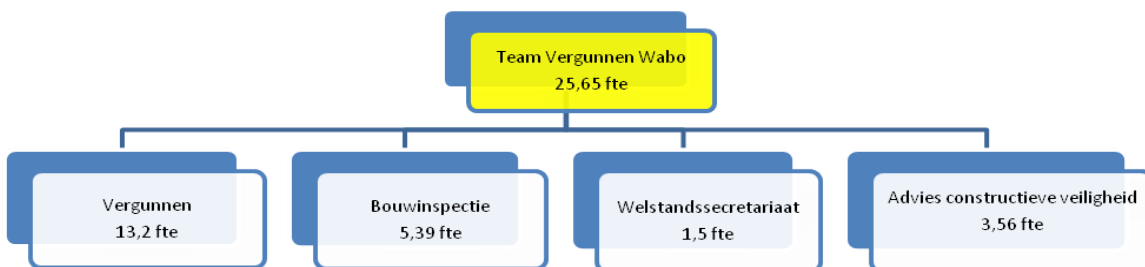 Team Vergunnen Wabo
25,65 fte
Vergunnen
13,2 fte
Bouwinspectie
5,39 fte
Welstandssecretariaat
1,5 fte
Advies constructieve veiligheid
3,56 fte